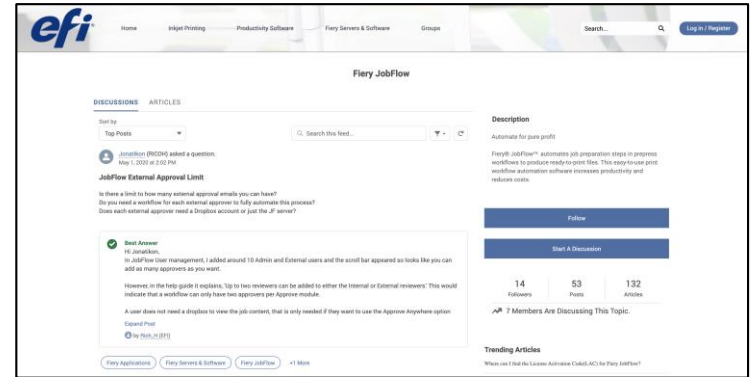 efi
Home Inkjet Printing Productivity Software Fiery Servers & Software Groups Search... Log in / Register
Fiery JobFlow
DISCUSSIONS ARTICLES
Sort by
Top Posts Search this feed...
Jonatikon (RICOH) asked a question.
May 1, 2020 at 2:52 PM
JobFlow External Approval Limit
Is there a limit to how many external approval emails you can have?
Do you need a workflow for each external approver to fully automate this process?
Does each external approver need a Dropbox account or just the JF server?
Best Answer
Hi Jonatikon,
In JobFlow User management, I added around 10 Admin and External users and the scroll bar appeared so looks like you can
add as many approvers as you want.
However, in the help guide it explains, 'Up to two reviewers can be added to either the Internal or External reviewers.' This would
indicate that a workflow can only have two approvers per Approve module.
A user does not need a dropbox to view the job content, that is only needed if they want to use the Approve Anywhere option
Expand Post
by Rich_H (EFI)
Fiery Applications Fiery Servers & Software Fiery JobFlow +1 More
Description
Automate for pure profit
Fiery® JobFlow™ automates job preparation steps in prepress
workflows to produce ready-to-print files. This easy-to-use print
workflow automation software increases productivity and
reduces costs.
Follow
Start A Discussion
14 53 132
Followers Posts Articles
7 Members Are Discussing This Topic.
Trending Articles
Where can I find the License Activation Code(LAC) for Fiery JobFlow?